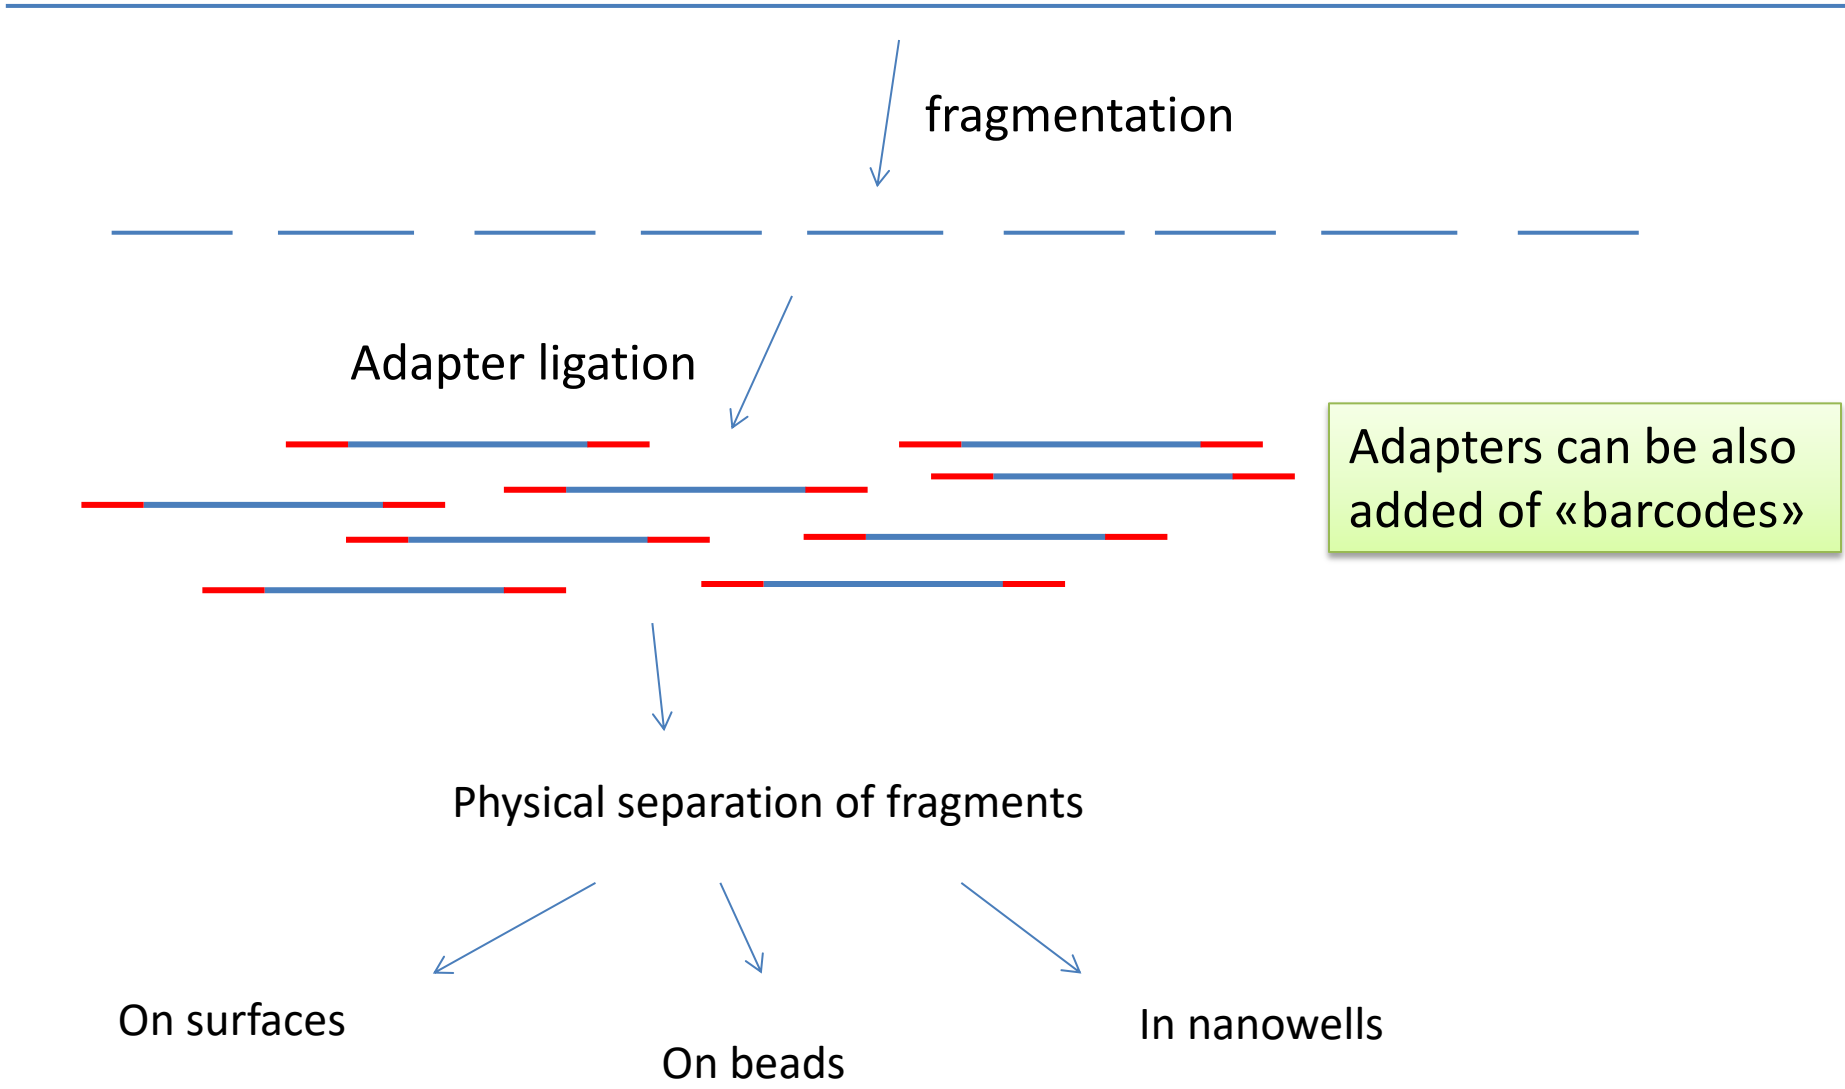 fragmentation
Adapter ligation
Adapters can be also
added of «barcodes»
Physical separation of fragments
On surfaces
On beads
In nanowells